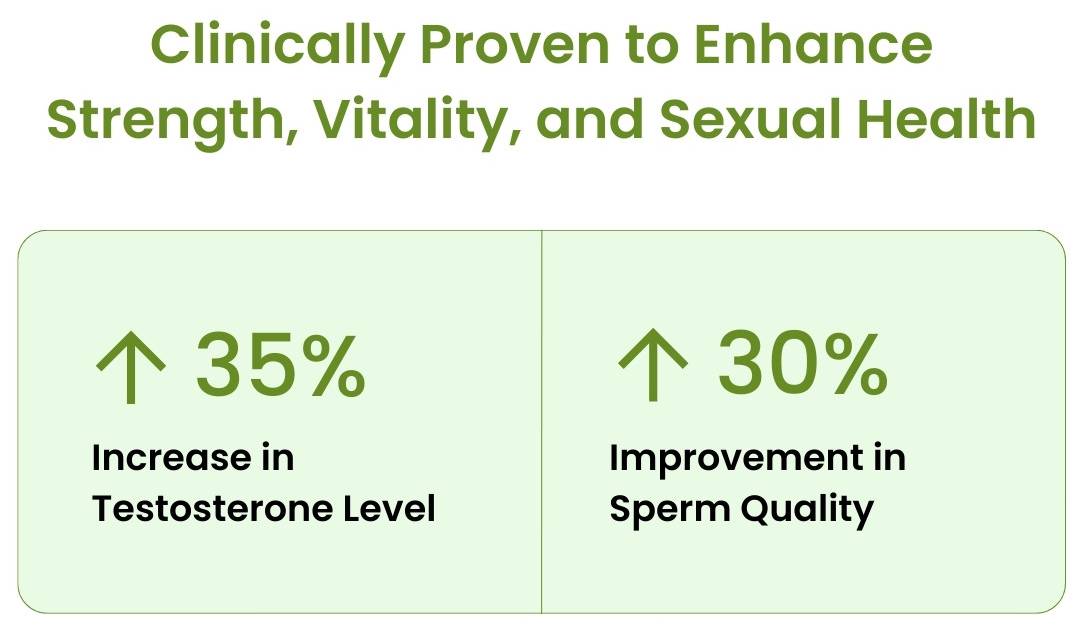 Clinically Proven to Enhance
Strength, Vitality, and Sexual Health
↑ 35%
Increase in
Testosterone Level
↑ 30%
Improvement in
Sperm Quality